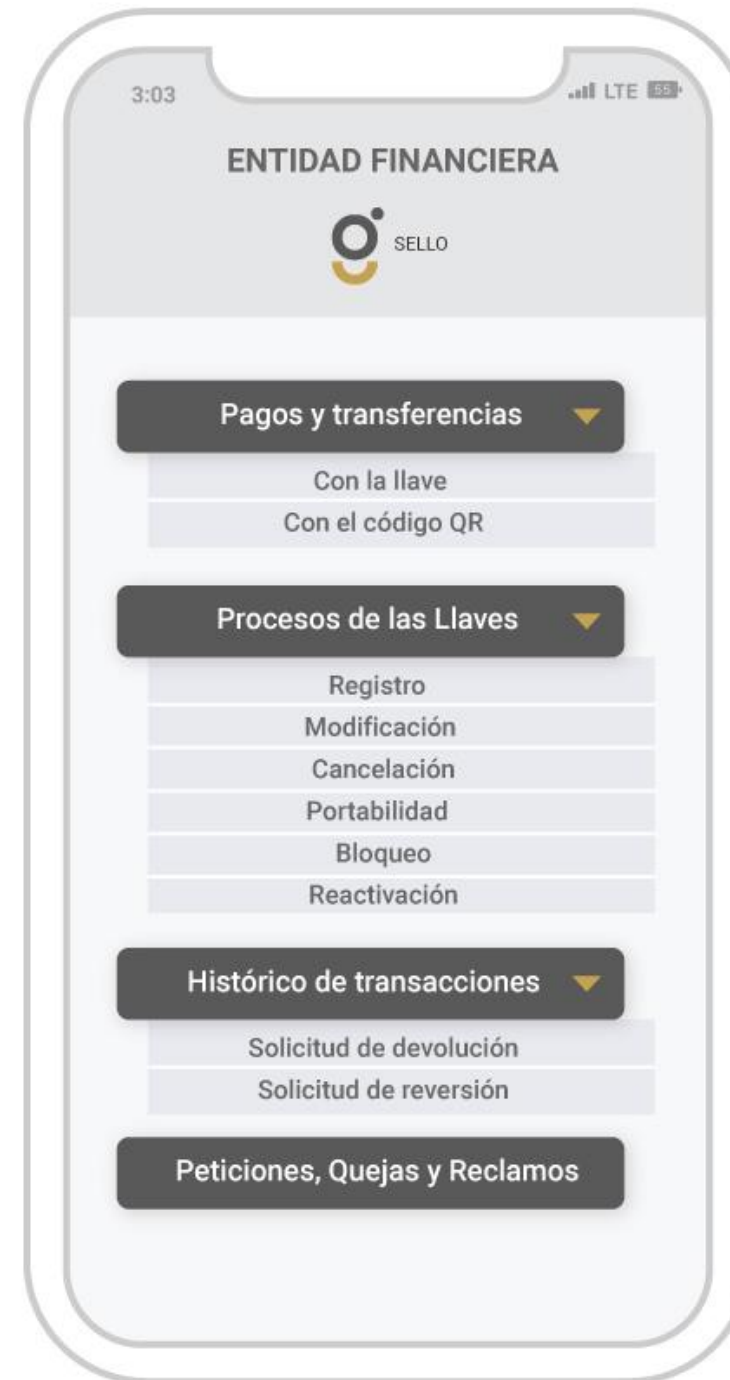 3:03
LTE 55
ENTIDAD FINANCIERA
g SELLO
Pagos y transferencias
Con la llave
Con el código QR
Procesos de las Llaves
Registro
Modificación
Cancelación
Portabilidad
Bloqueo
Reactivación
Histórico de transacciones
Solicitud de devolución
Solicitud de reversión
Peticiones, Quejas y Reclamos